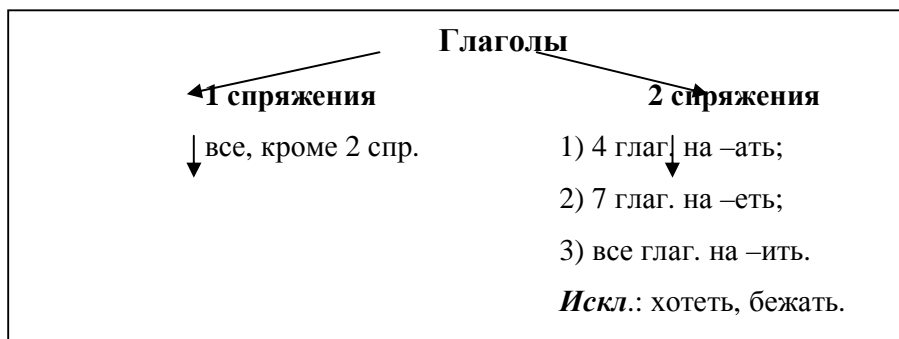 Глаголы
1 спряжения 2 спряжения
все, кроме 2 спр. 1) 4 глаг. на –ать;
2) 7 глаг. на –еть;
3) все глаг. на –ить.
Искл.: хотеть, бежать.